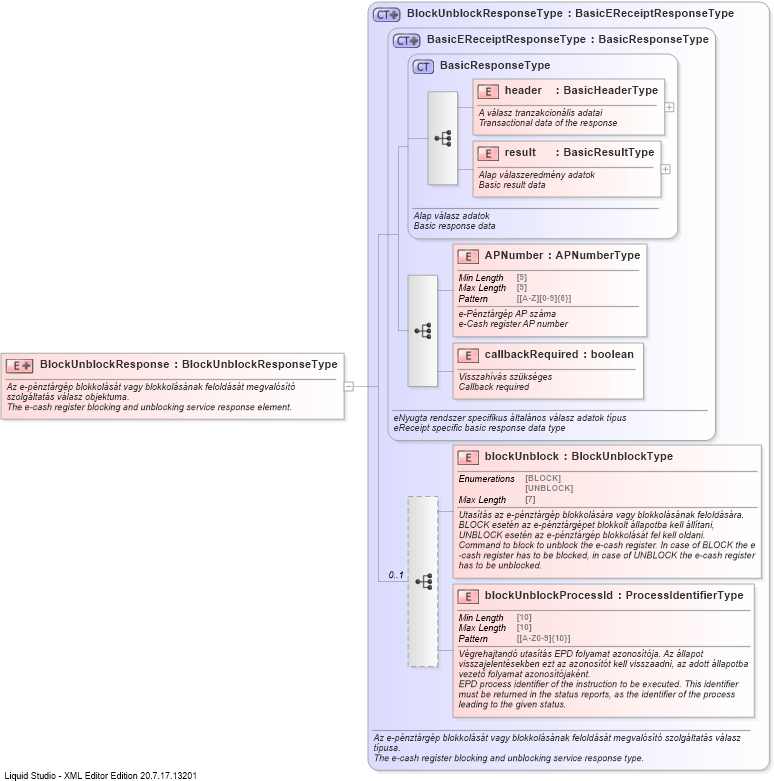 CT BlockUnblockResponseType : BasicEReceiptResponseType
CT BasicEReceiptResponseType : BasicResponseType
CT BasicResponseType
E header : BasicHeaderType
A válasz tranzakcionális adatai
Transactional data of the response
E result : BasicResultType
Alap válaszeredmény adatok
Basic result data
Alap válasz adatok
Basic response data
E APNumber : APNumberType
Min Length [9]
Max Length [9]
Pattern [[A-Z][0-9]{8}]
e-Pénztárgép AP száma
e-Cash register AP number
E callbackRequired : boolean
Visszahívás szükséges
Callback required
eNyugta rendszer specifikus általános válasz adatok típus
eReceipt specific basic response data type
E BlockUnblockResponse : BlockUnblockResponseType
Az e-pénztárgép blokkolását vagy blokkolásának feloldását megvalósító
szolgáltatás válasz objektuma.
The e-cash register blocking and unblocking service response element.
0..1
E blockUnblock : BlockUnblockType
Enumerations [BLOCK]
[UNBLOCK]
Max Length [7]
Utasítás az e-pénztárgép blokkolására vagy blokkolásának feloldására.
BLOCK esetén az e-pénztárgépet blokkolt állapotba kell állítani,
UNBLOCK esetén az e-pénztárgép blokkolását fel kell oldani.
Command to block to unblock the e-cash register. In case of BLOCK the e
-cash register has to be blocked, in case of UNBLOCK the e-cash register
has to be unblocked.
E blockUnblockProcessId : ProcessIdentifierType
Min Length [10]
Max Length [10]
Pattern [[A-Z0-9]{10}]
Végrehajtandó utasítás EPD folyamat azonosítója. Az állapot
visszajelentésekben ezt az azonosítót kell visszaadni, az adott állapotba
vezető folyamat azonosítójaként.
EPD process identifier of the instruction to be executed. This identifier
must be returned in the status reports, as the identifier of the process
leading to the given status.
Az e-pénztárgép blokkolását vagy blokkolásának feloldását megvalósító szolgáltatás válasz
típusa.
The e-cash register blocking and unblocking service response type.
Liquid Studio - XML Editor Edition 20.7.17.13201